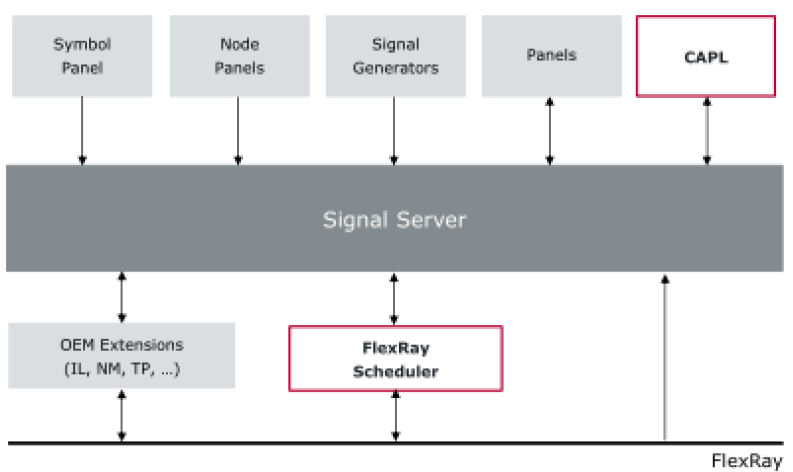 Symbol
Panel
Node
Panels
Signal
Generators
Panels
CAPL
Signal Server
OEM Extensions
(IL, NM, TP, ...)
FlexRay
Scheduler
FlexRay